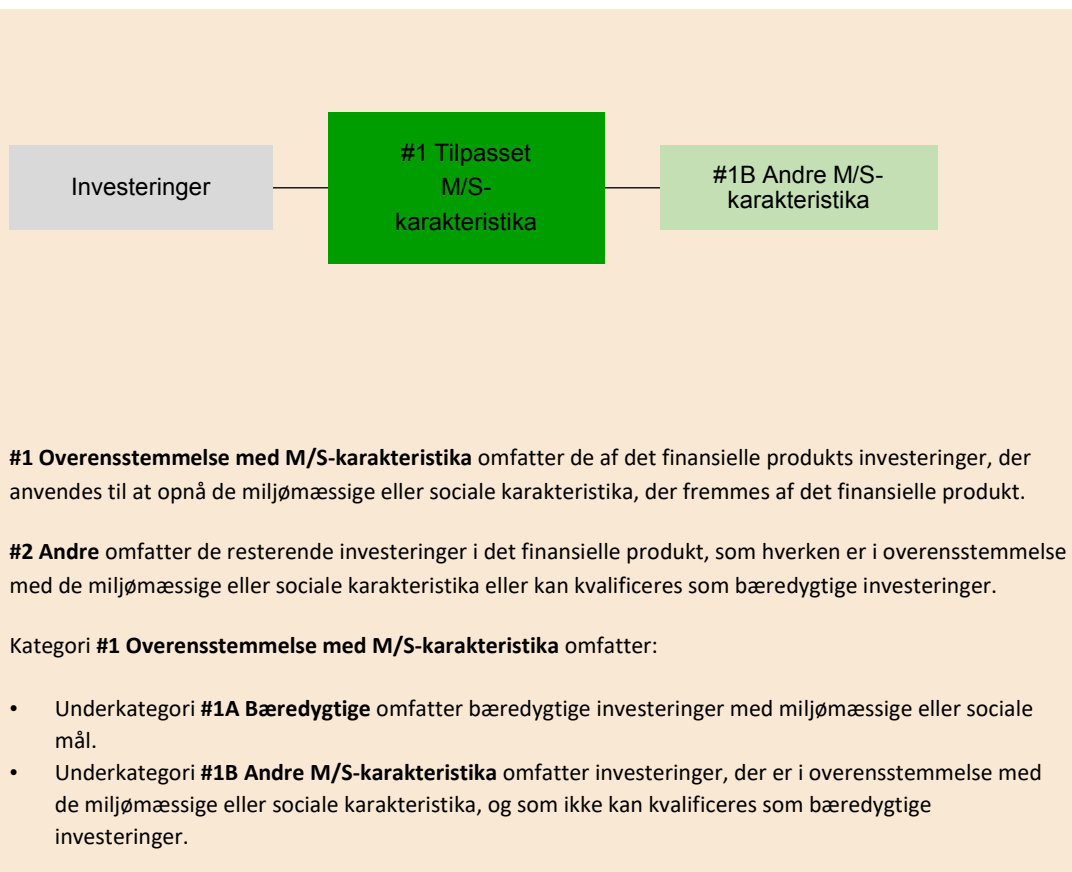 Investeringer
#1 Tilpasset
M/S-
karakteristika
#1B Andre M/S-
karakteristika
#1 Overensstemmelse med M/S-karakteristika omfatter de af det finansielle produkts investeringer, der
anvendes til at opnå de miljømæssige eller sociale karakteristika, der fremmes af det finansielle produkt.
#2 Andre omfatter de resterende investeringer i det finansielle produkt, som hverken er i overensstemmelse
med de miljømæssige eller sociale karakteristika eller kan kvalificeres som bæredygtige investeringer.
Kategori #1 Overensstemmelse med M/S-karakteristika omfatter:
• Underkategori #1A Bæredygtige omfatter bæredygtige investeringer med miljømæssige eller sociale
mål.
• Underkategori #1B Andre M/S-karakteristika omfatter investeringer, der er i overensstemmelse med
de miljømæssige eller sociale karakteristika, og som ikke kan kvalificeres som bæredygtige
investeringer.